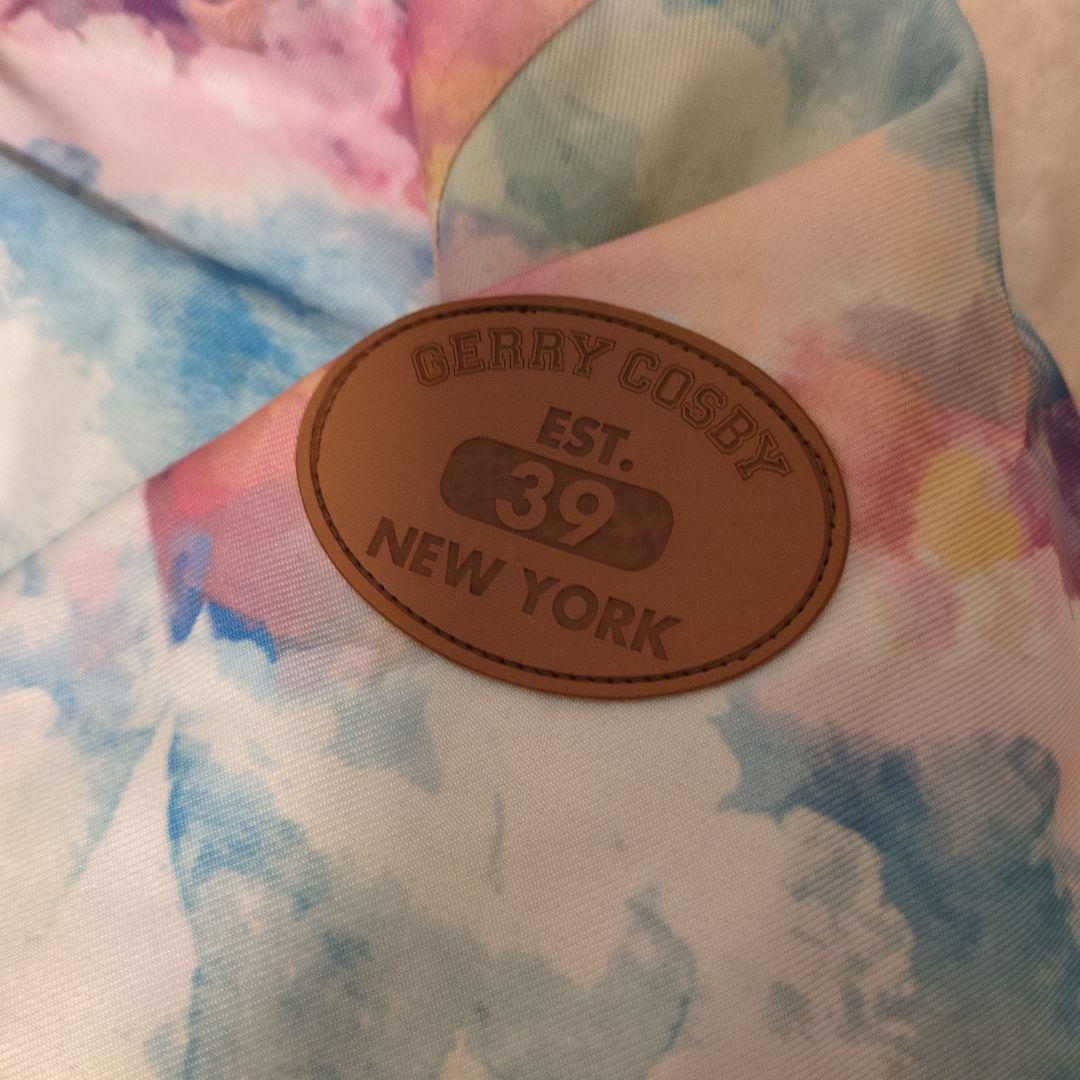 GERRY COSBY
EST.
39
NEW YORK